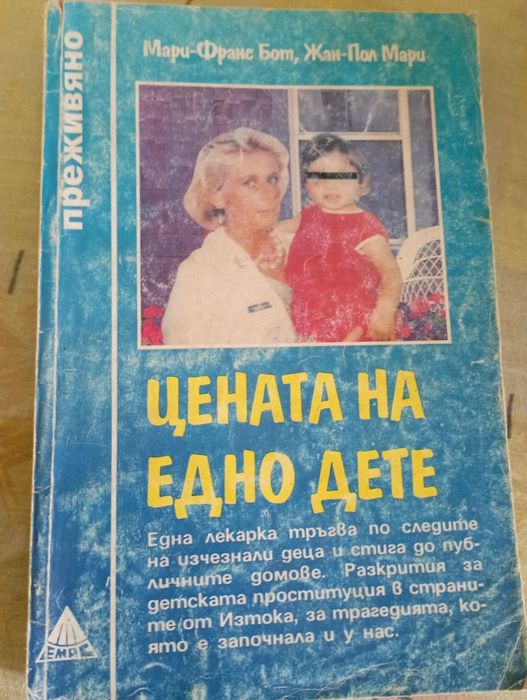 Мари-Франс Бот, Жан-Пол Мари
преживяно
ЦЕНАТА НА
ЕДНО ДЕТЕ
Една лекарка тръгва по следите
на изчезнали деца и стига до пуб-
личните домове. Разкрития за
детската проституция в страни-
те от Изтока, за трагедията, ко-
ято е започнала и у нас.
ЕМАС